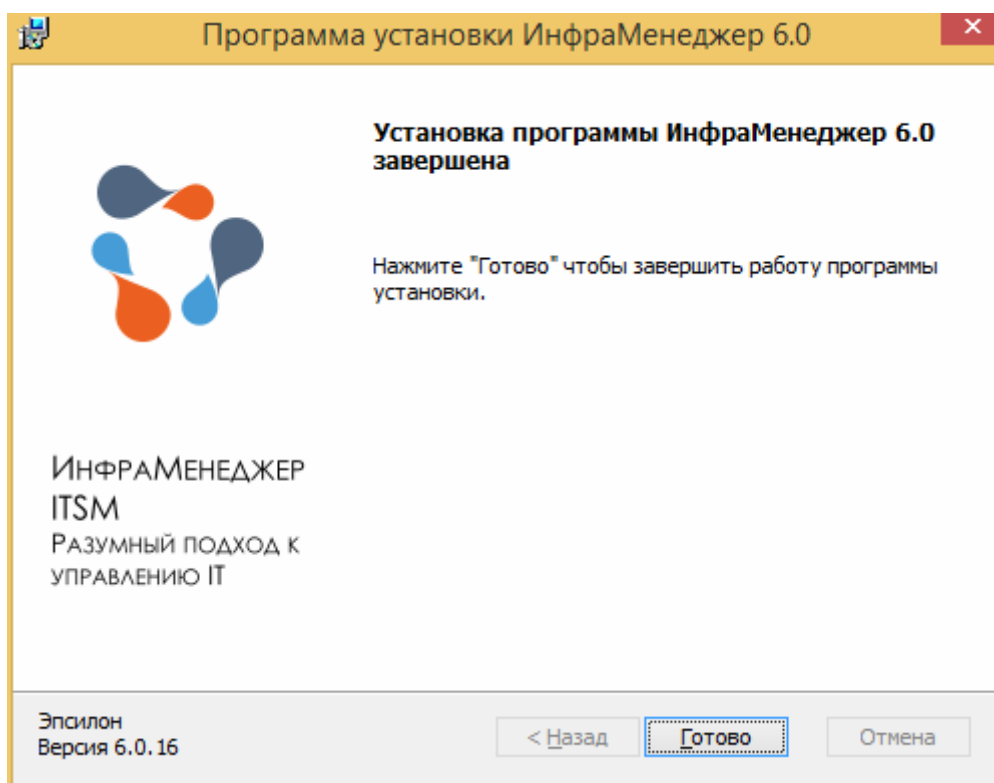 Программа установки ИнфраМенеджер 6.0
Установка программы ИнфраМенеджер 6.0
завершена
Нажмите "Готово" чтобы завершить работу программы
установки.
ИнфраМенеджер
ITSM
Разумный подход к
управлению IT
Эпсилон
Версия 6.0.16
< Назад
Готово
Отмена